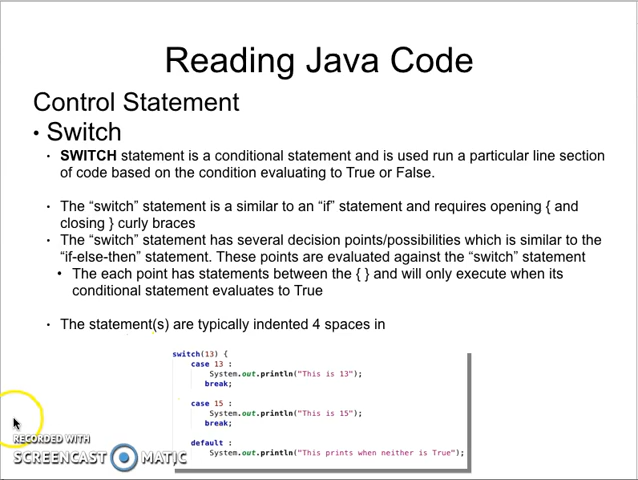 Reading Java Code
Control Statement
• Switch
• SWITCH statement is a conditional statement and is used run a particular line section
of code based on the condition evaluating to True or False.
• The “switch” statement is a similar to an “if” statement and requires opening { and
closing } curly braces
• The “switch” statement has several decision points/possibilities which is similar to the
“if-else-then” statement. These points are evaluated against the “switch” statement
• The each point has statements between the { } and will only execute when its
conditional statement evaluates to True
• The statement(s) are typically indented 4 spaces in
switch(13) {
case 13 :
System.out.println("This is 13");
break;
case 15 :
System.out.println("This is 15");
break;
default :
System.out.println("This prints when neither is True");
RECORDED WITH
SCREENCAST MATIC